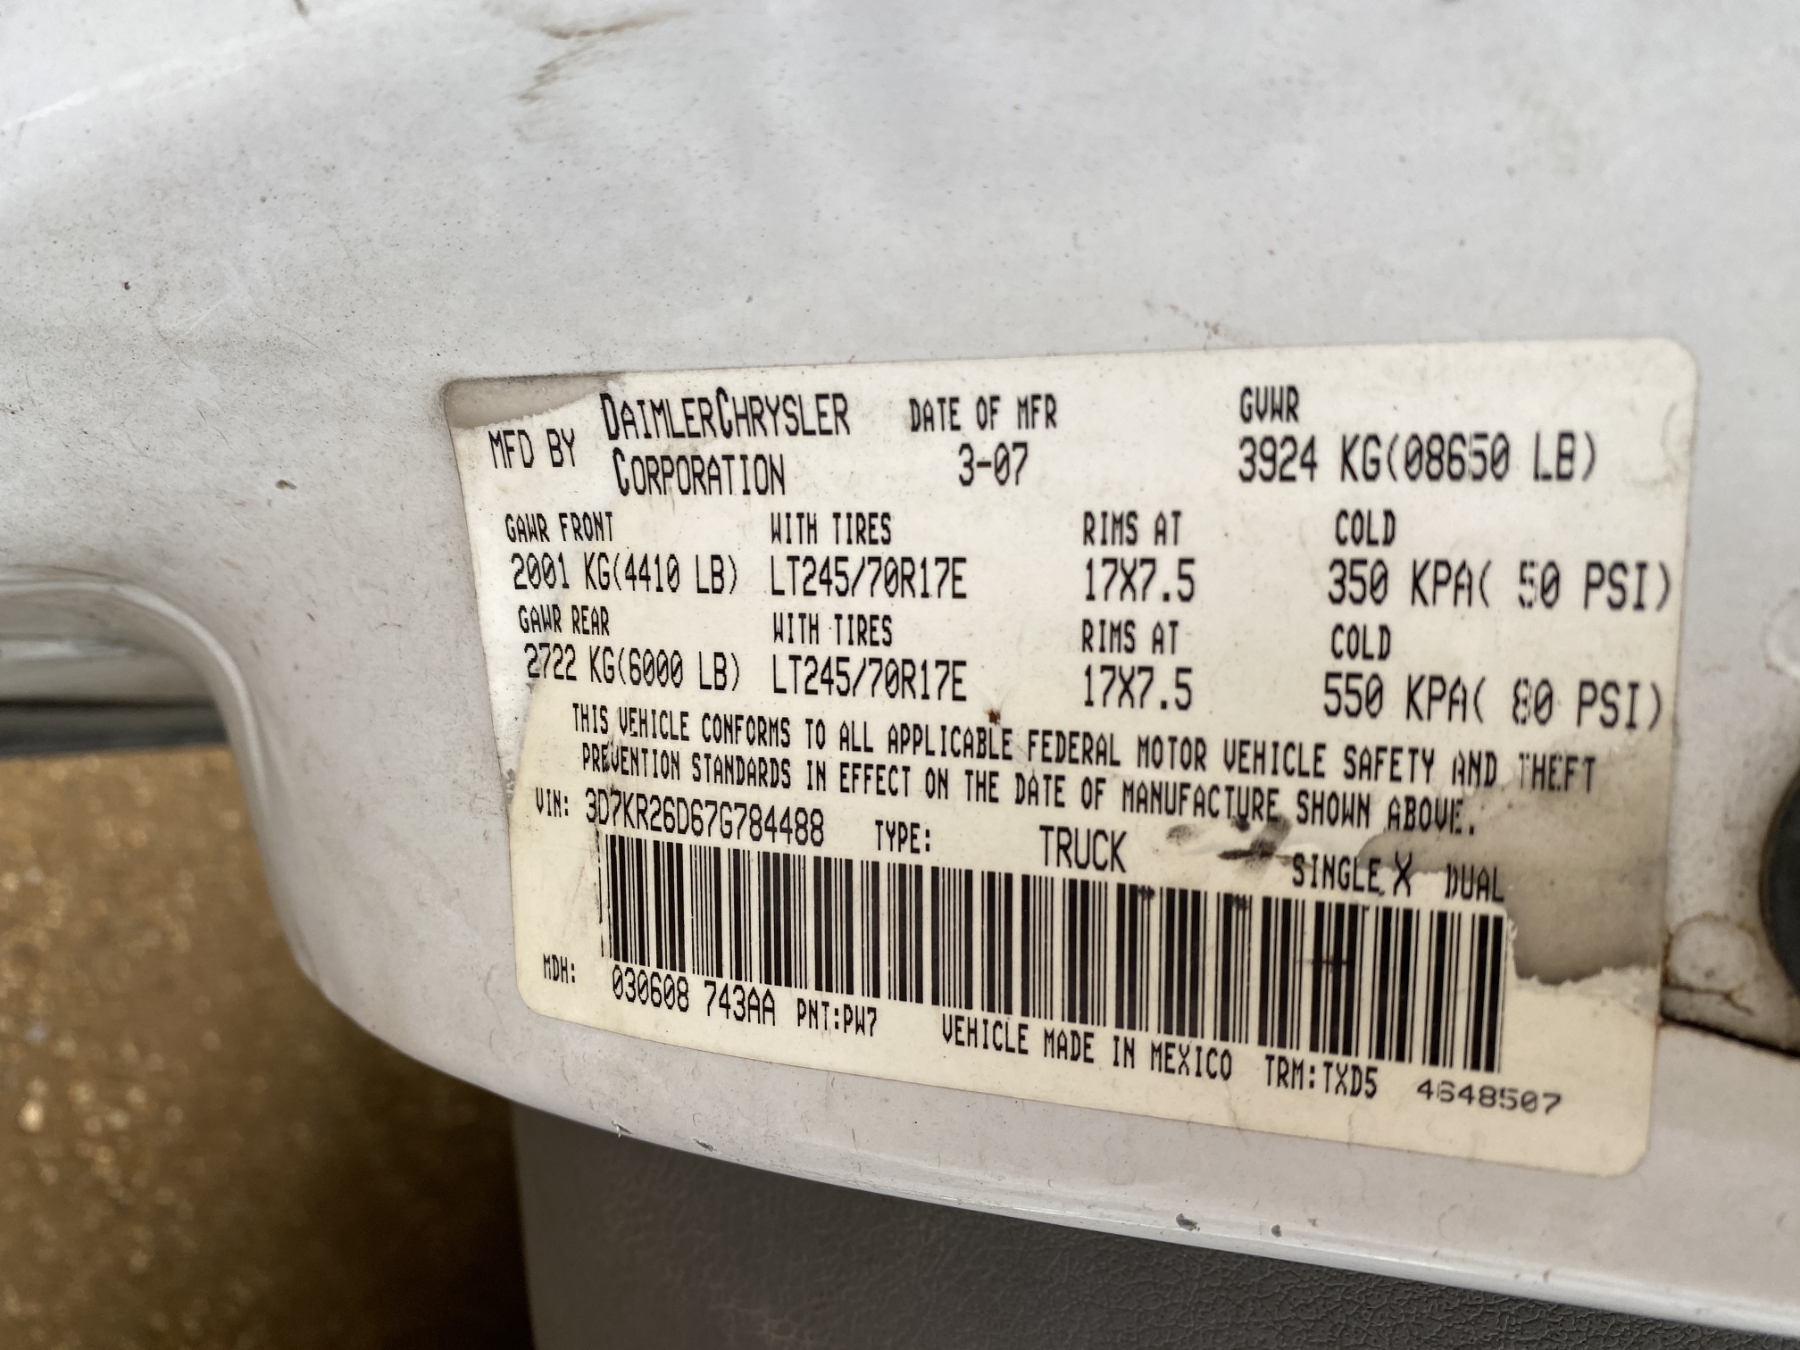 MFD BY DAIMLERCHRYSLER CORPORATION DATE OF MFR 3-07 GVWR 3924 KG(08650 LB)
GAWR FRONT WITH TIRES RIMS AT COLD
2001 KG(4410 LB) LT245/70R17E 17X7.5 350 KPA( 50 PSI)
GAWR REAR WITH TIRES RIMS AT COLD
2722 KG(6000 LB) LT245/70R17E 17X7.5 550 KPA( 80 PSI)
THIS VEHICLE CONFORMS TO ALL APPLICABLE FEDERAL MOTOR VEHICLE SAFETY AND THEFT
PREVENTION STANDARDS IN EFFECT ON THE DATE OF MANUFACTURE SHOWN ABOVE.
VIN: 3D7KR26D67G784488 TYPE: TRUCK SINGLE X DUAL
MDH: 030608 743AA PNT:PW7 VEHICLE MADE IN MEXICO TRM:TXD5 4648507